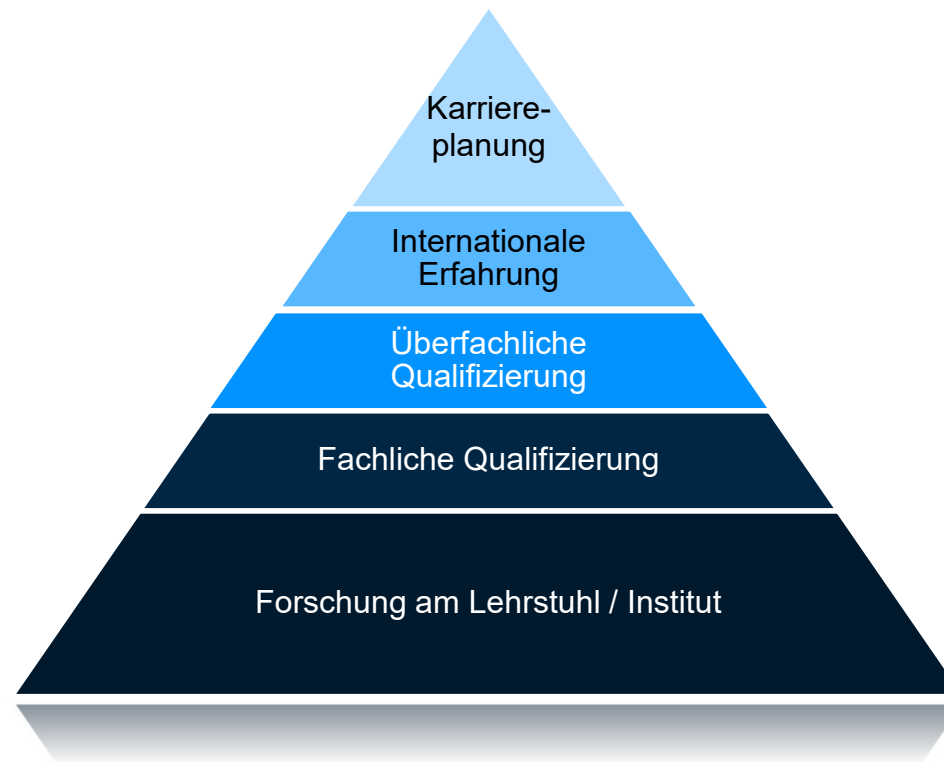 Karriere-
planung
Internationale
Erfahrung
Überfachliche
Qualifizierung
Fachliche Qualifizierung
Forschung am Lehrstuhl / Institut